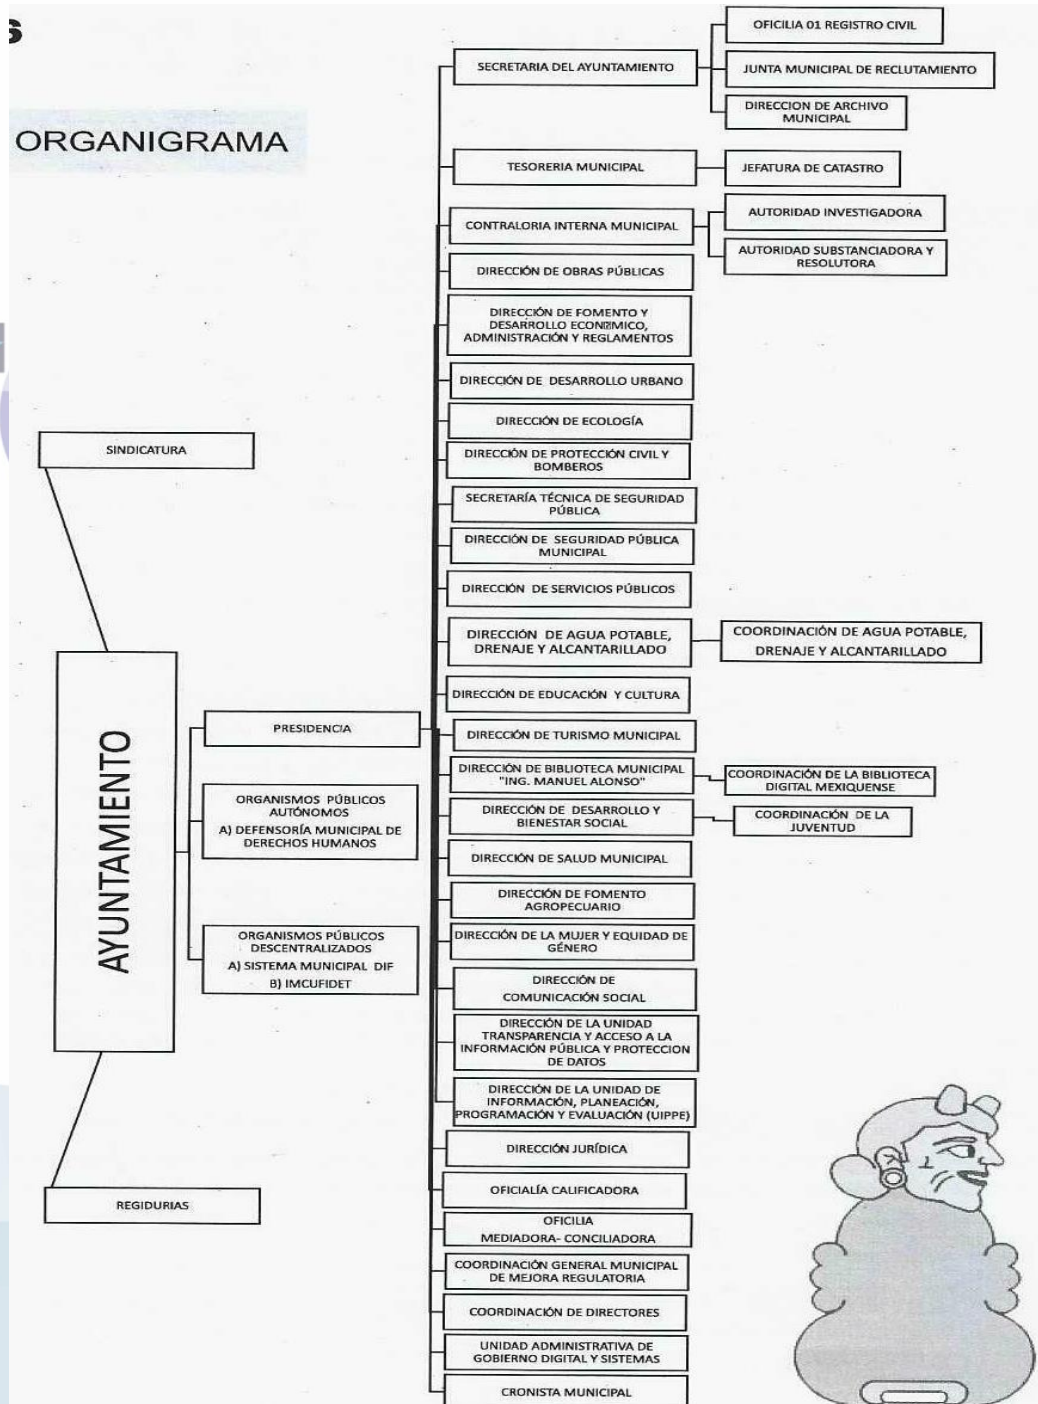 s
ORGANIGRAMA
SINDICATURA
AYUNTAMIENTO
REGIDURIAS
PRESIDENCIA
ORGANISMOS PÚBLICOS
AUTÓNOMOS
A) DEFENSORÍA MUNICIPAL DE
DERECHOS HUMANOS
ORGANISMOS PÚBLICOS
DESCENTRALIZADOS
A) SISTEMA MUNICIPAL DIF
B) IMCUFIDET
SECRETARIA DEL AYUNTAMIENTO
OFICILIA 01 REGISTRO CIVIL
JUNTA MUNICIPAL DE RECLUTAMIENTO
DIRECCION DE ARCHIVO
MUNICIPAL
TESORERIA MUNICIPAL
JEFATURA DE CATASTRO
CONTRALORIA INTERNA MUNICIPAL
AUTORIDAD INVESTIGADORA
AUTORIDAD SUBSTANCIADORA Y
RESOLUTORA
DIRECCIÓN DE OBRAS PÚBLICAS
DIRECCIÓN DE FOMENTO Y
DESARROLLO ECONÓMICO,
ADMINISTRACIÓN Y REGLAMENTOS
DIRECCIÓN DE DESARROLLO URBANO
DIRECCIÓN DE ECOLOGÍA
DIRECCIÓN DE PROTECCIÓN CIVIL Y
BOMBEROS
SECRETARÍA TÉCNICA DE SEGURIDAD
PÚBLICA
DIRECCIÓN DE SEGURIDAD PÚBLICA
MUNICIPAL
DIRECCIÓN DE SERVICIOS PÚBLICOS
DIRECCIÓN DE AGUA POTABLE,
DRENAJE Y ALCANTARILLADO
COORDINACIÓN DE AGUA POTABLE,
DRENAJE Y ALCANTARILLADO
DIRECCIÓN DE EDUCACIÓN Y CULTURA
DIRECCIÓN DE TURISMO MUNICIPAL
DIRECCIÓN DE BIBLIOTECA MUNICIPAL
"ING. MANUEL ALONSO"
COORDINACIÓN DE LA BIBLIOTECA
DIGITAL MEXIQUENSE
DIRECCIÓN DE DESARROLLO Y
BIENESTAR SOCIAL
COORDINACIÓN DE LA
JUVENTUD
DIRECCIÓN DE SALUD MUNICIPAL
DIRECCIÓN DE FOMENTO
AGROPECUARIO
DIRECCIÓN DE LA MUJER Y EQUIDAD DE
GÉNERO
DIRECCIÓN DE
COMUNICACIÓN SOCIAL
DIRECCIÓN DE LA UNIDAD
TRANSPARENCIA Y ACCESO A LA
INFORMACIÓN PÚBLICA Y PROTECCION
DE DATOS
DIRECCIÓN DE LA UNIDAD DE
INFORMACIÓN, PLANEACIÓN,
PROGRAMACIÓN Y EVALUACIÓN (UIPPE)
DIRECCIÓN JURÍDICA
OFICIALÍA CALIFICADORA
OFICILIA
MEDIADORA- CONCILIADORA
COORDINACIÓN GENERAL MUNICIPAL
DE MEJORA REGULATORIA
COORDINACIÓN DE DIRECTORES
UNIDAD ADMINISTRATIVA DE
GOBIERNO DIGITAL Y SISTEMAS
CRONISTA MUNICIPAL